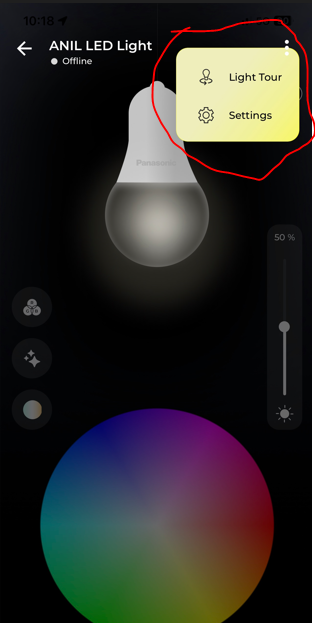 10:18
ANIL LED Light
Offline
Light Tour
Settings
Panasonic
50 %